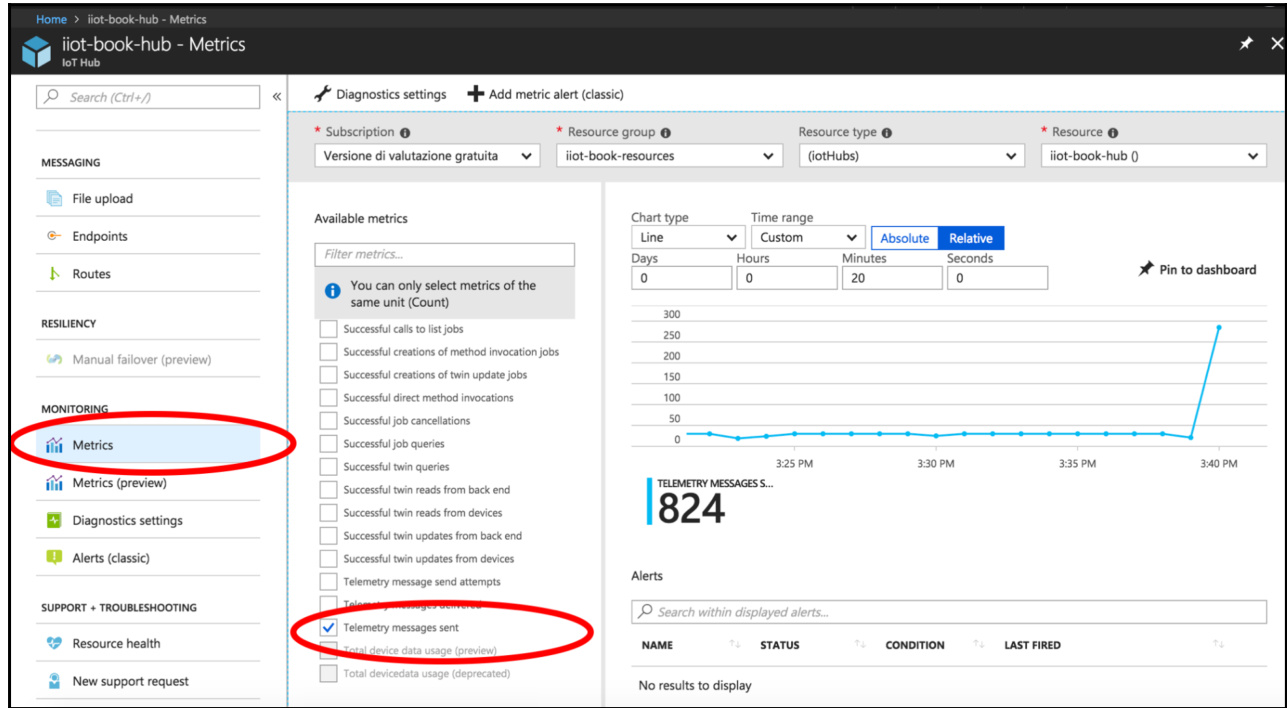 Home > iiot-book-hub - Metrics
iiot-book-hub - Metrics
IoT Hub
Search (Ctrl+/)
MESSAGING
File upload
Endpoints
Routes
RESILIENCY
Manual failover (preview)
MONITORING
Metrics
Metrics (preview)
Diagnostics settings
Alerts (classic)
SUPPORT + TROUBLESHOOTING
Resource health
New support request
Diagnostics settings
Add metric alert (classic)
* Subscription
Versione di valutazione gratuita
* Resource group
iiot-book-resources
Resource type
(iotHubs)
* Resource
iiot-book-hub ()
Available metrics
Filter metrics...
You can only select metrics of the
same unit (Count)
Successful calls to list jobs
Successful creations of method invocation jobs
Successful creations of twin update jobs
Successful direct method invocations
Successful job cancellations
Successful job queries
Successful twin queries
Successful twin reads from back end
Successful twin reads from devices
Successful twin updates from back end
Successful twin updates from devices
Telemetry message send attempts
Telemetry messages delivered
Telemetry messages sent
Total device data usage (preview)
Total devicedata usage (deprecated)
Chart type
Line
Time range
Custom
Absolute Relative
Days Hours Minutes Seconds
0 0 20 0
Pin to dashboard
300
250
200
150
100
50
0
3:25 PM 3:30 PM 3:35 PM 3:40 PM
TELEMETRY MESSAGES S...
824
Alerts
Search within displayed alerts...
NAME STATUS CONDITION LAST FIRED
No results to display